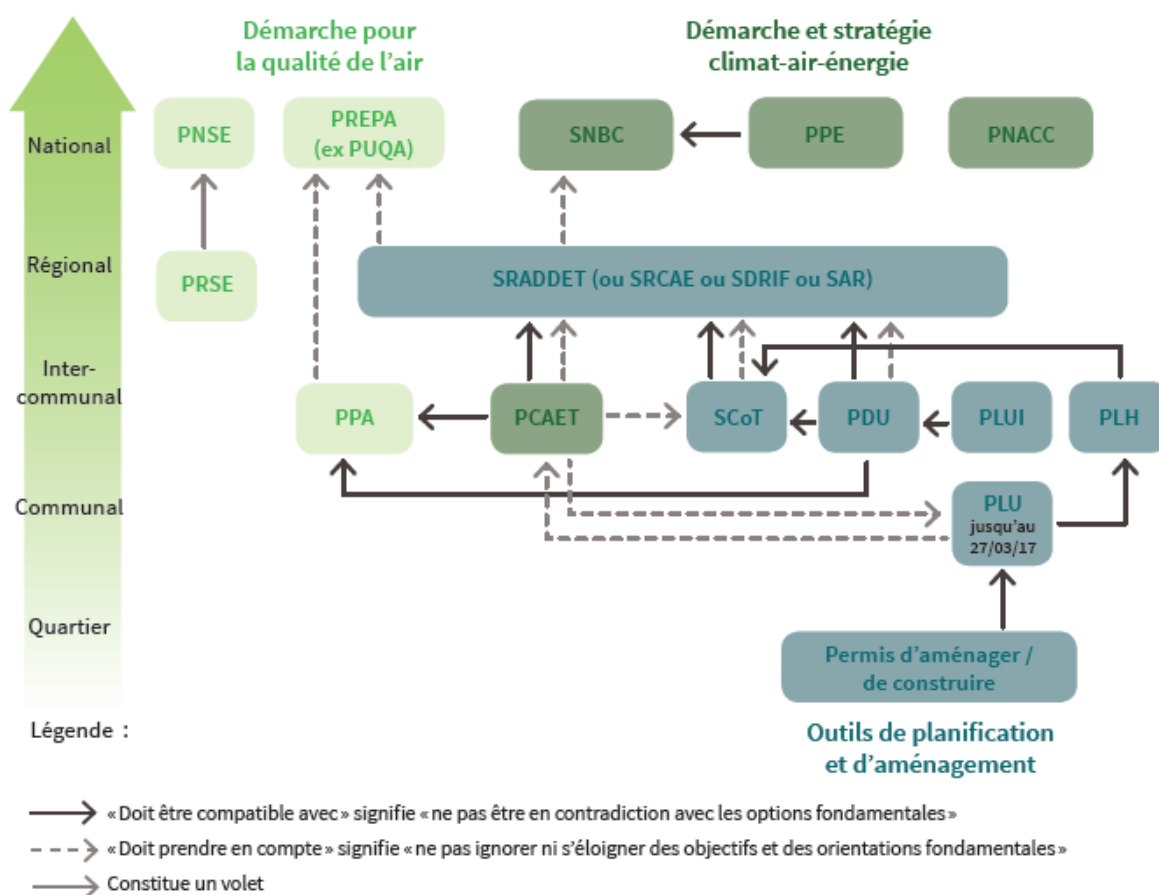 Démarche pour
la qualité de l’air
Démarche et stratégie
climat-air-énergie
National
PNSE
PREPA
(ex PUQA)
SNBC
PPE
PNACC
Régional
PRSE
SRADDET (ou SRCAE ou SDRIF ou SAR)
Inter-
communal
PPA
PCAET
SCoT
PDU
PLUI
PLH
Communal
PLU
jusqu’au
27/03/17
Quartier
Permis d’aménager /
de construire
Légende :
Outils de planification
et d’aménagement
«Doit être compatible avec» signifie «ne pas être en contradiction avec les options fondamentales»
«Doit prendre en compte» signifie «ne pas ignorer ni s’éloigner des objectifs et des orientations fondamentales»
Constitue un volet